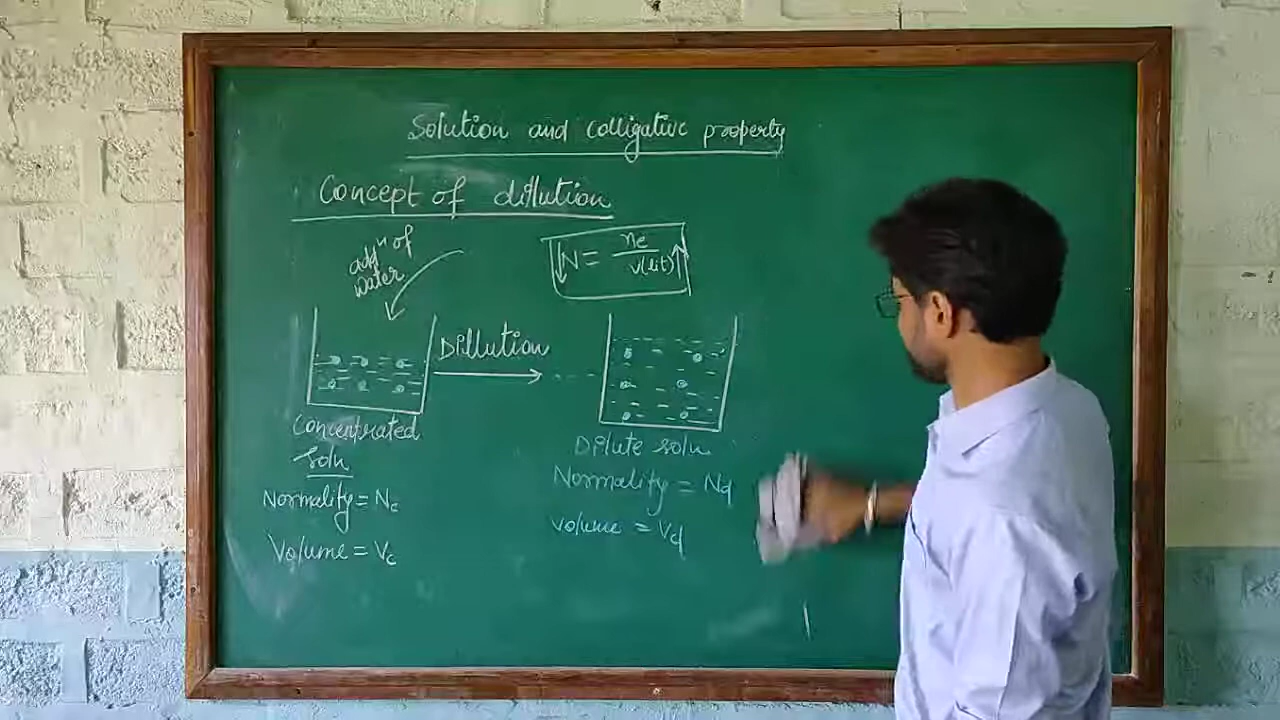 Solution and colligative property
Concept of dillution
addⁿ of
water
↓N = ne / v(lit)↑
Dillution
Concentrated
soln
Normality = Nc
Volume = Vc
Dilute soln
Normality = Nd
Volume = Vd